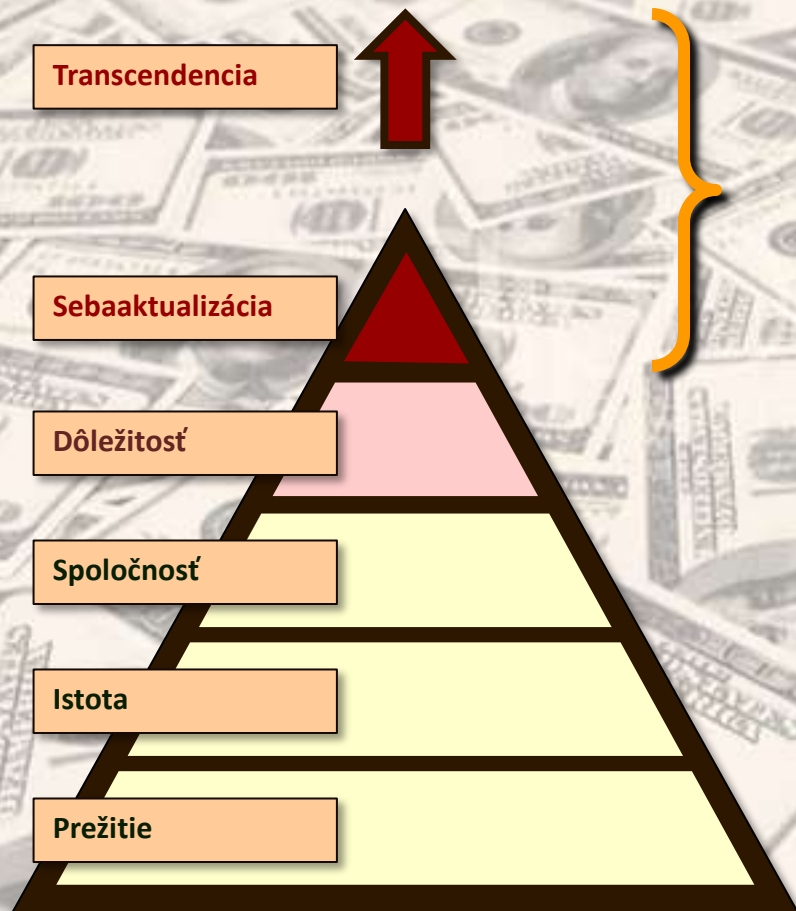 Transcendencia
Sebaaktualizácia
Dôležitosť
Spoločnosť
Istota
Prežitie